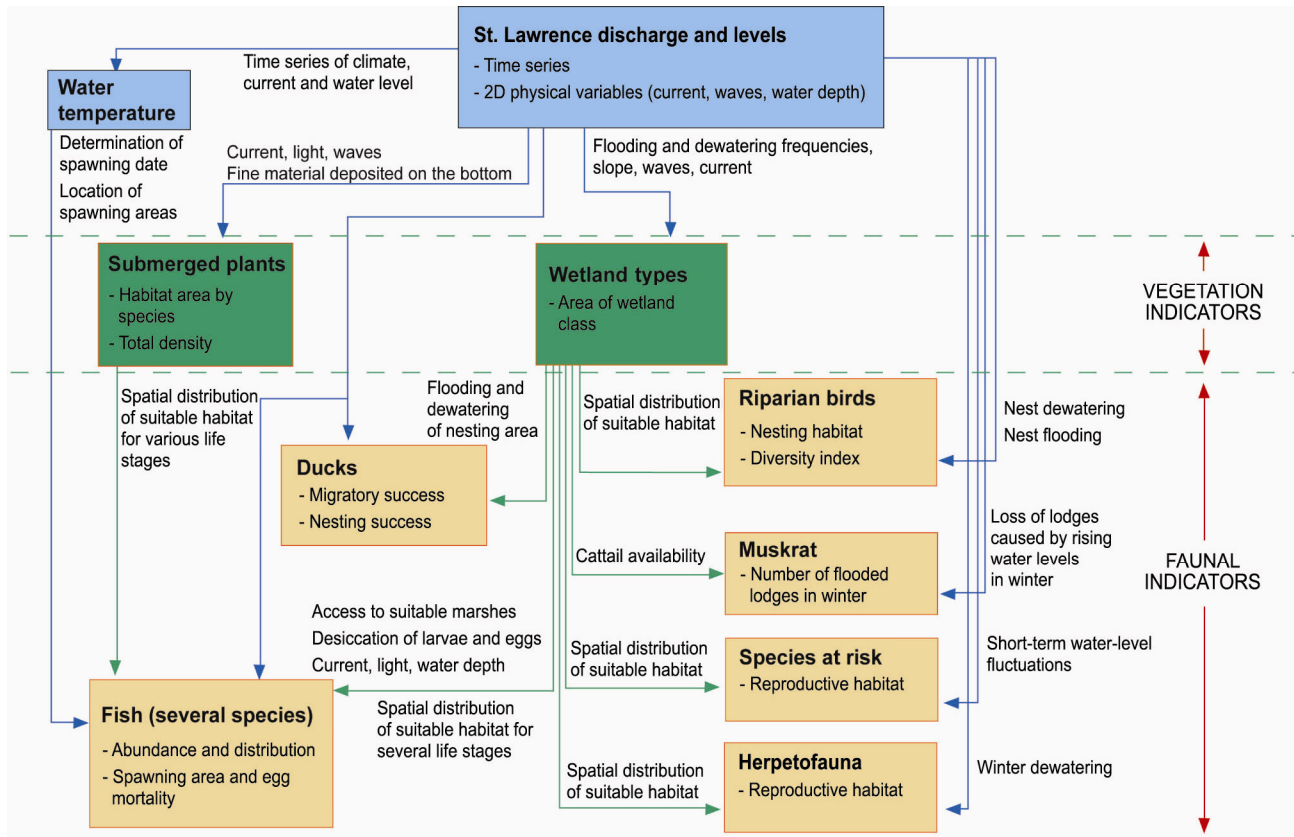 St. Lawrence discharge and levels
- Time series
- 2D physical variables (current, waves, water depth)
Time series of climate,
current and water level
Water
temperature
Determination of
spawning date
Location of
spawning areas
Current, light, waves
Fine material deposited on the bottom
Flooding and dewatering frequencies,
slope, waves, current
Submerged plants
- Habitat area by
species
- Total density
Wetland types
- Area of wetland
class
VEGETATION
INDICATORS
Spatial distribution
of suitable habitat
for various life
stages
Flooding and
dewatering
of nesting area
Spatial distribution
of suitable habitat
Riparian birds
- Nesting habitat
- Diversity index
Nest dewatering
Nest flooding
Ducks
- Migratory success
- Nesting success
Cattail availability
Muskrat
- Number of flooded
lodges in winter
Loss of lodges
caused by rising
water levels
in winter
FAUNAL
INDICATORS
Access to suitable marshes
Desiccation of larvae and eggs
Current, light, water depth
Spatial distribution
of suitable habitat
Species at risk
- Reproductive habitat
Short-term water-level
fluctuations
Fish (several species)
- Abundance and distribution
- Spawning area and egg
mortality
Spatial distribution
of suitable habitat for
several life stages
Spatial distribution
of suitable habitat
Herpetofauna
- Reproductive habitat
Winter dewatering